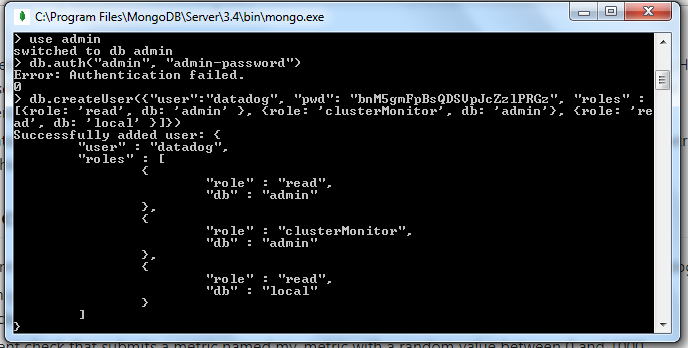 C:\Program Files\MongoDB\Server\3.4\bin\mongo.exe
> use admin
switched to db admin
> db.auth("admin", "admin-password")
Error: Authentication failed.
0
> db.createUser({"user":"datadog", "pwd": "bnM5gmFpBsQDSVpJcZzlPRGz", "roles" :
[{role: 'read', db: 'admin' }, {role: 'clusterMonitor', db: 'admin'}, {role: 're
ad', db: 'local' }]})
Successfully added user: {
"user" : "datadog",
"roles" : [
{
"role" : "read",
"db" : "admin"
},
{
"role" : "clusterMonitor",
"db" : "admin"
},
{
"role" : "read",
"db" : "local"
}
]
}
ent check that submits a metric named my_metric with a random value between 0 and 1000